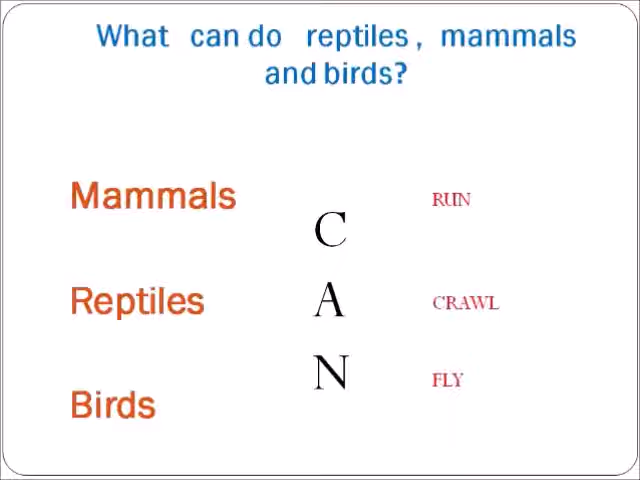 What can do reptiles , mammals
and birds?
Mammals
RUN
C
Reptiles
A
CRAWL
N
FLY
Birds